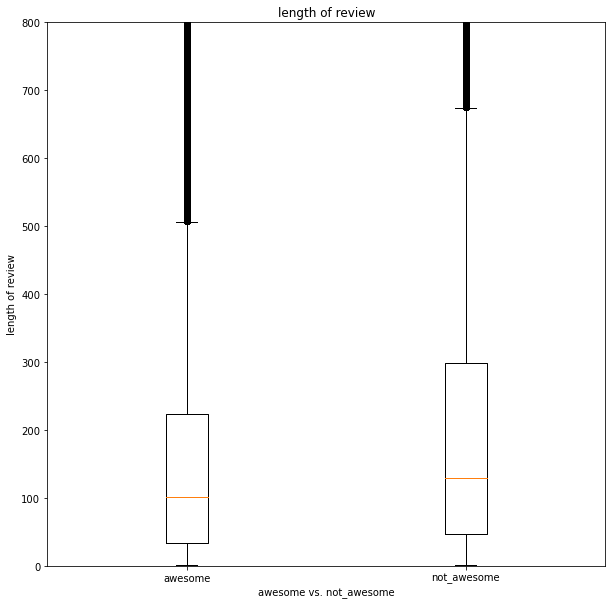 length of review
800
700
600
500
400
300
200
100
0
length of review
awesome
not_awesome
awesome vs. not_awesome